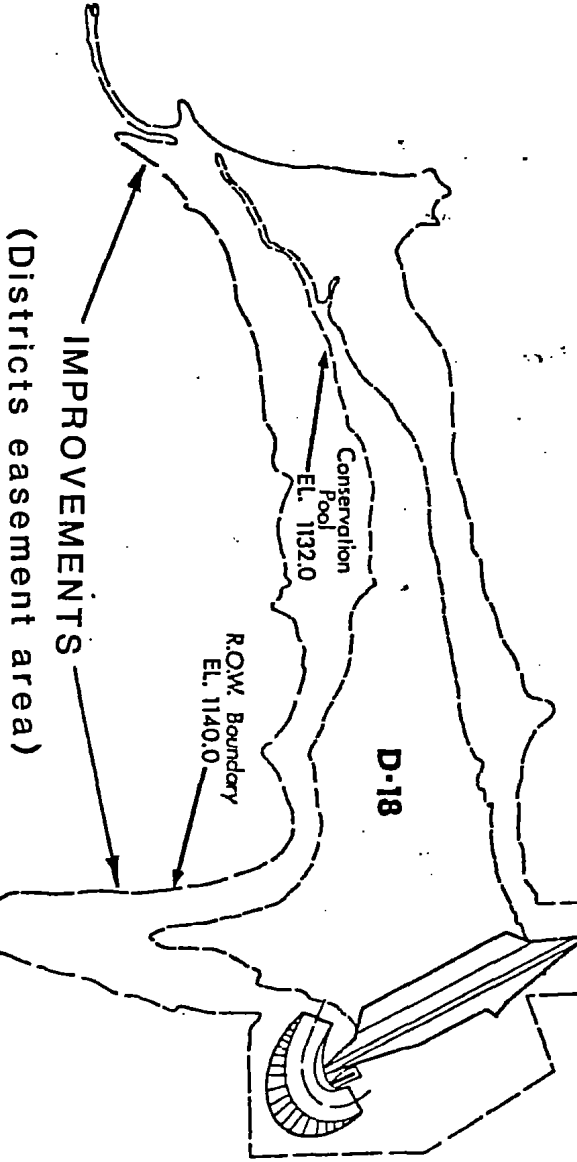 D-18
Conservation
Pool
EL. 1132.0
R.O.W. Boundary
EL. 1140.0
IMPROVEMENTS
(Districts easement area)